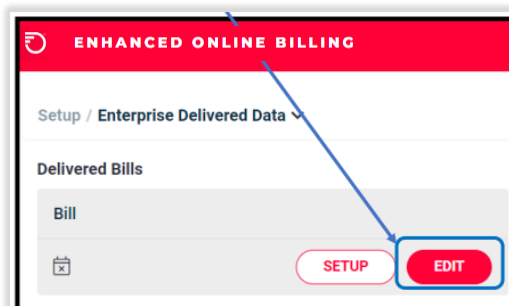 ENHANCED ONLINE BILLING
Setup / Enterprise Delivered Data
Delivered Bills
Bill
SETUP EDIT